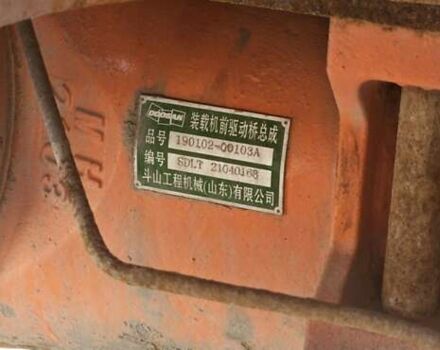 DOOSAN 装载机前驱动桥总成
品号 190102-00103A
编号 SDLT 21040168
斗山工程机械(山东)有限公司